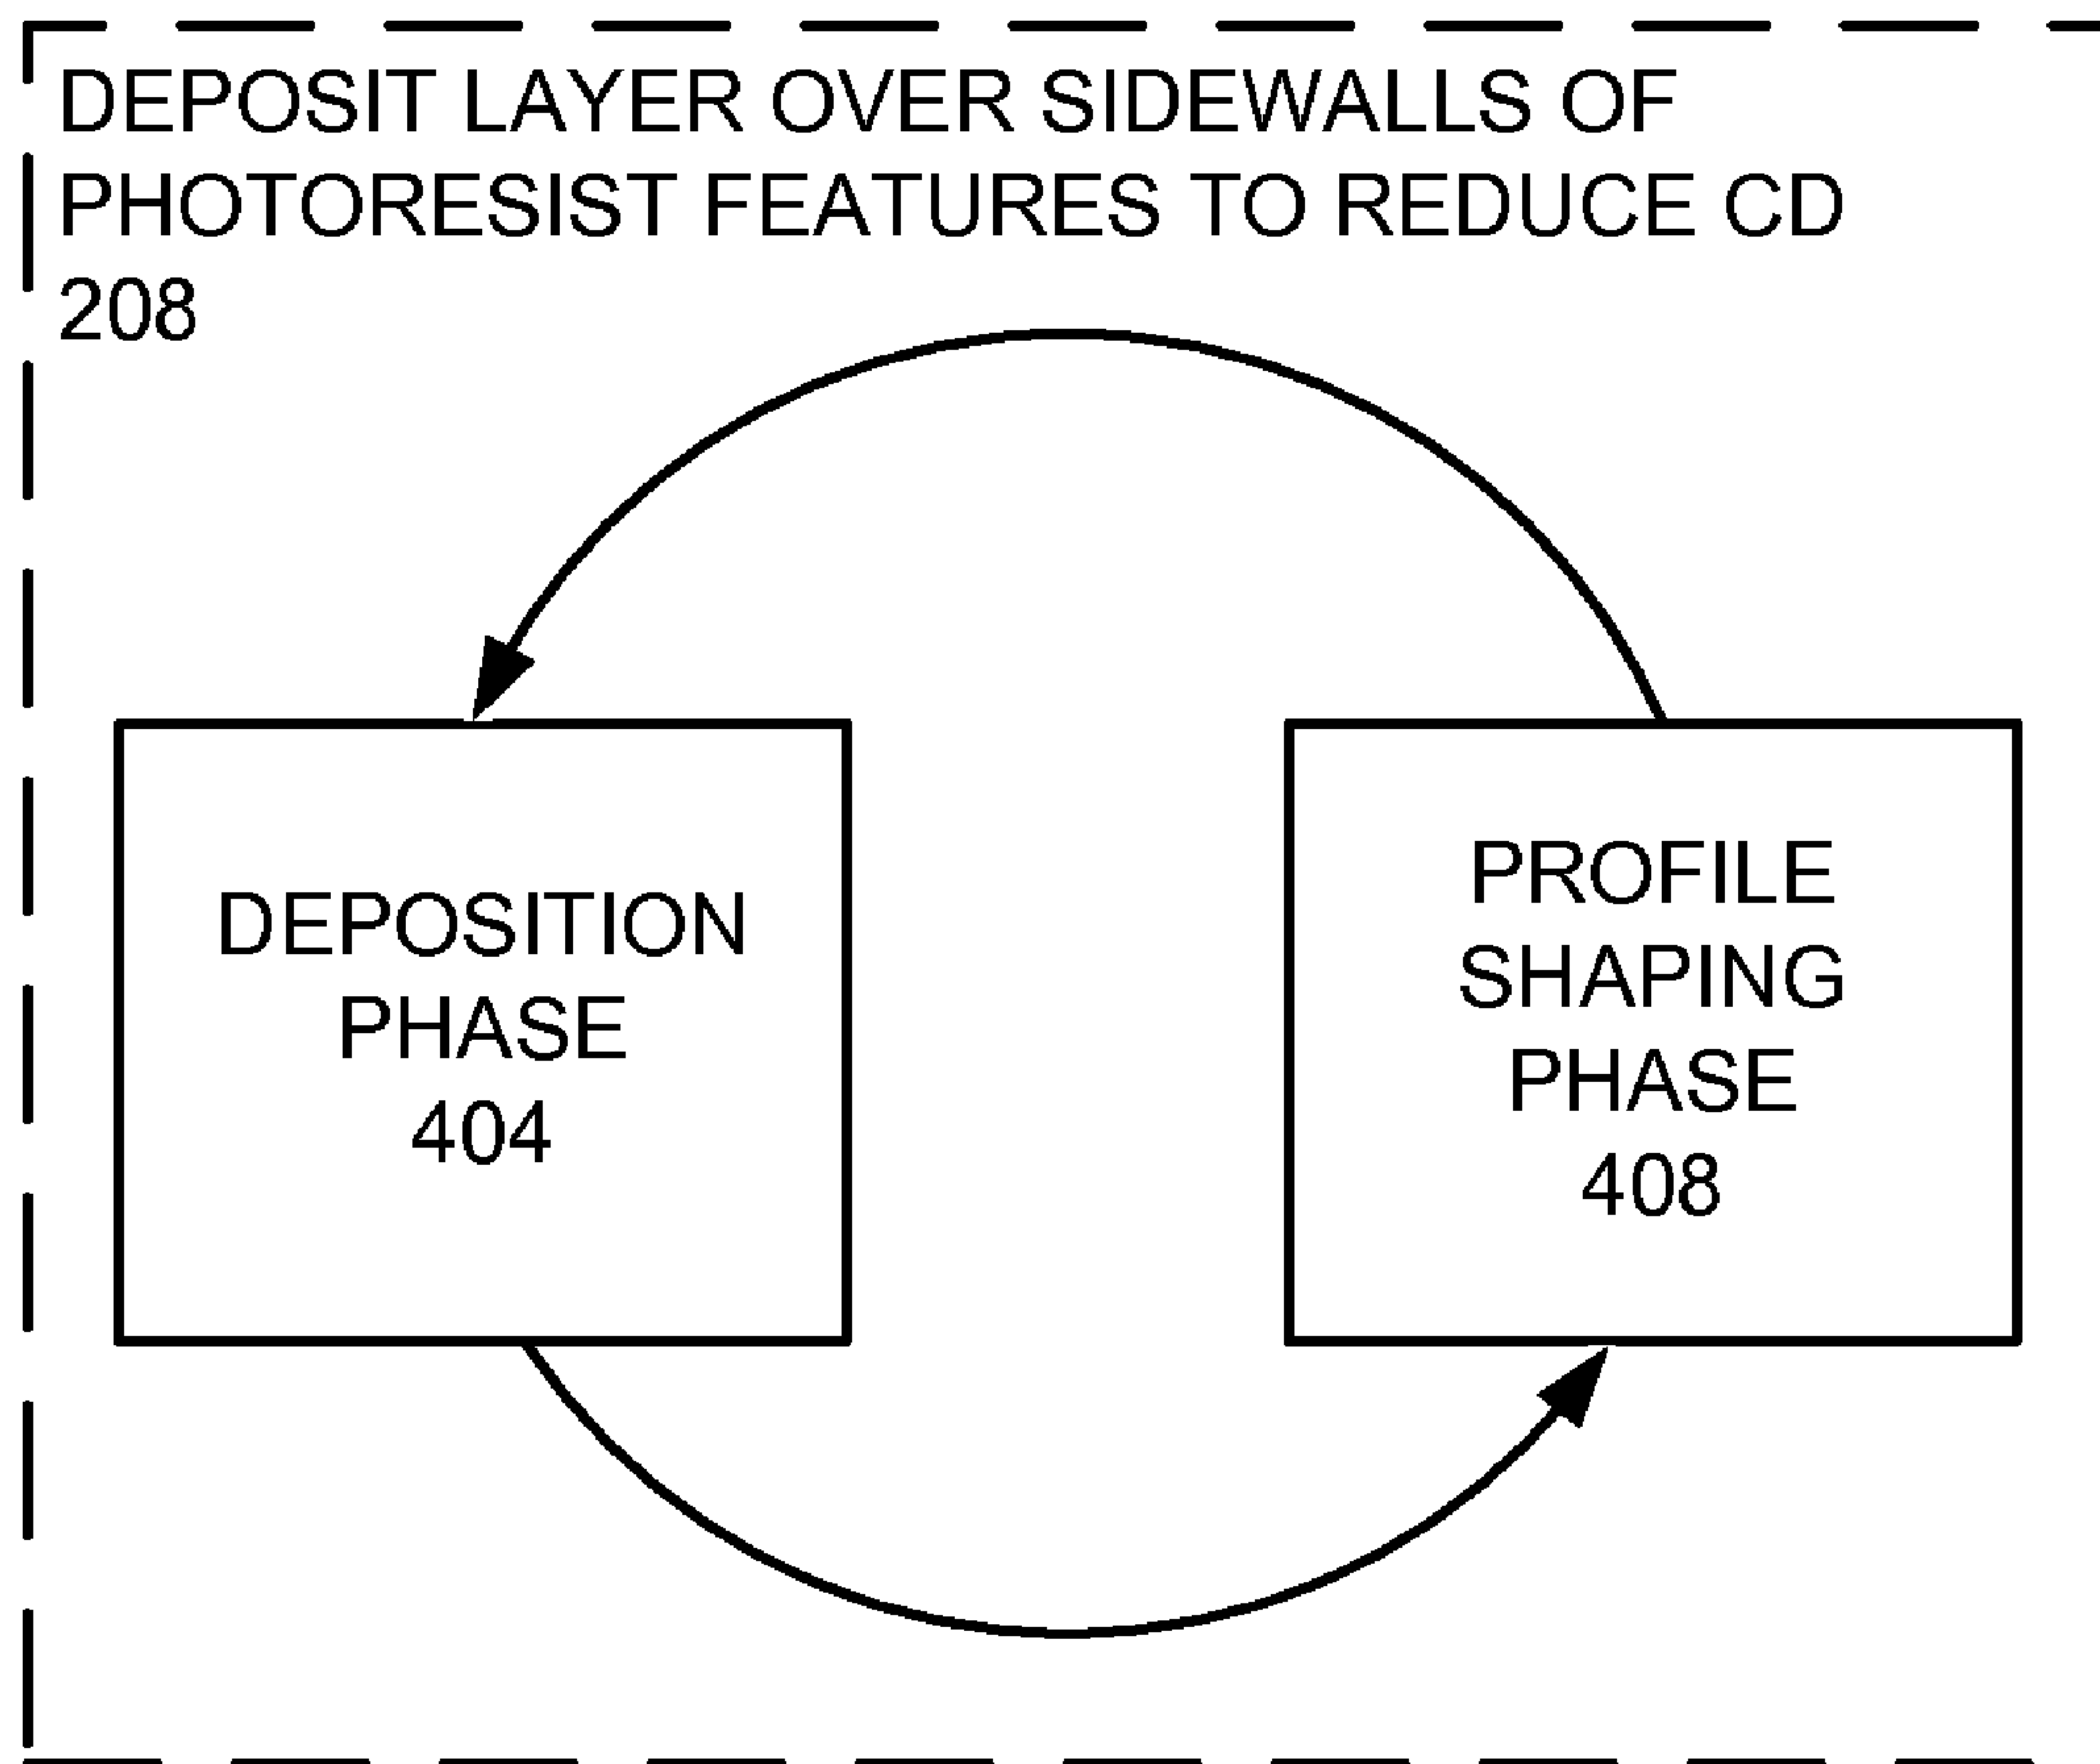 DEPOSIT LAYER OVER SIDEWALLS OF
PHOTORESIST FEATURES TO REDUCE CD
208
DEPOSITION
PHASE
404
PROFILE
SHAPING
PHASE
408